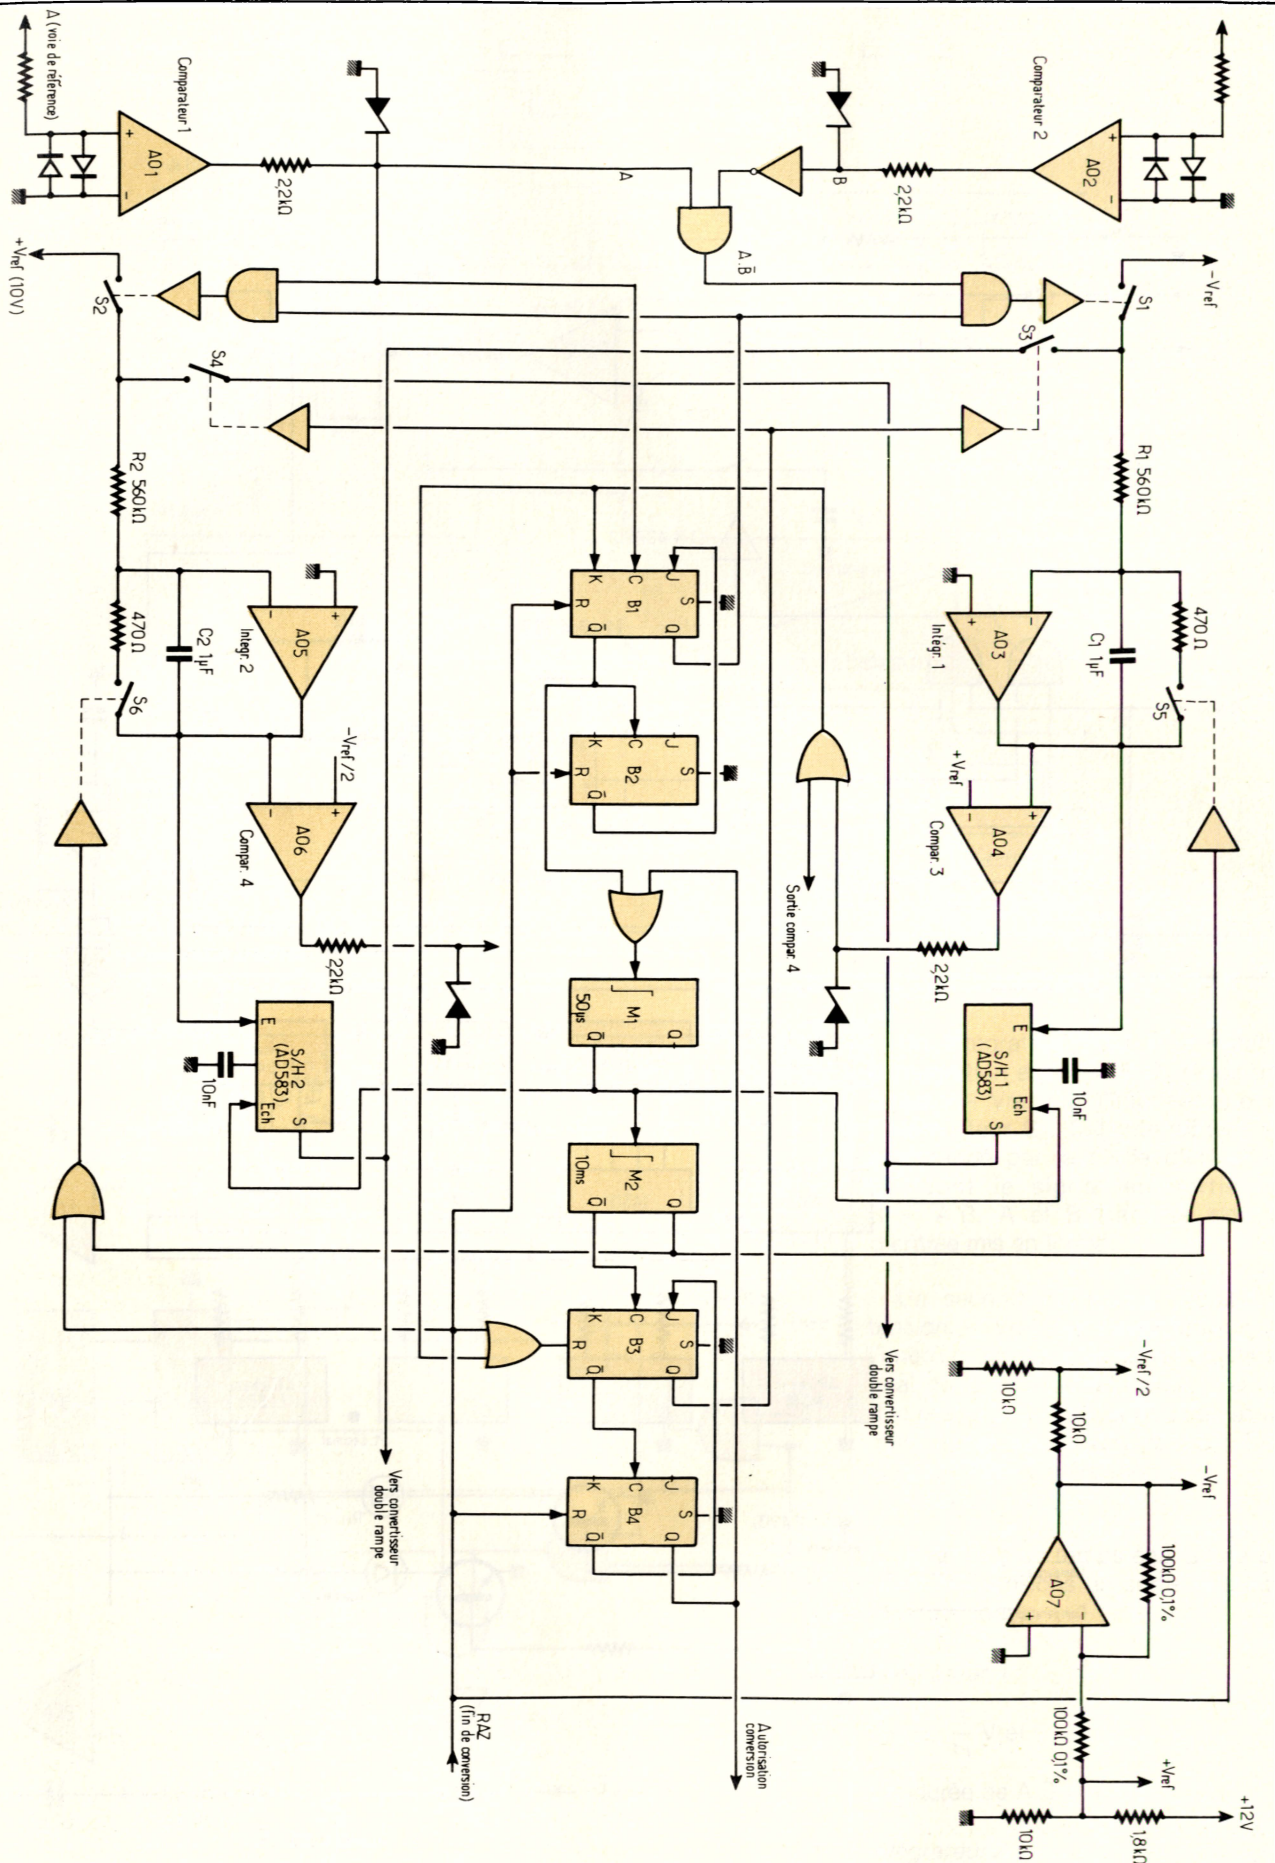 A (voie de référence)
Comparateur 1
+
AO1
-
2,2kΩ
A
B
2,2kΩ
Comparateur 2
+
AO2
-
A.B̄
+Vref (10V)
S2
S4
S3
S1
-Vref
R2 560kΩ
R1 560kΩ
J
S
Q
C
B1
K
R
Q̄
470 Ω
C2 1µF
+
-
AO5
Intégr. 2
S6
J
S
C
B2
K
R
Q̄
-
+
AO3
Intégr. 1
C1 1µF
470 Ω
S5
-Vref/2
+
-
AO6
Compar. 4
2,2kΩ
+Vref
+
-
AO4
Compar. 3
2,2kΩ
Sortie compar. 4
M1
50µs
Q
Q̄
E
S/H 2
(AD583)
Ech
S
10nF
E
S/H 1
(AD583)
Ech
S
10nF
M2
10ms
Q
Q̄
J
S
Q
C
B3
K
R
Q̄
J
S
Q
C
B4
K
R
Q̄
Vers convertisseur
double rampe
Vers convertisseur
double rampe
RAZ
(fin de conversion)
Autorisation
conversion
-Vref/2
10kΩ
10kΩ
-Vref
AO7
-
+
100kΩ 0,1%
100kΩ 0,1%
+Vref
+12V
1,8kΩ
10kΩ